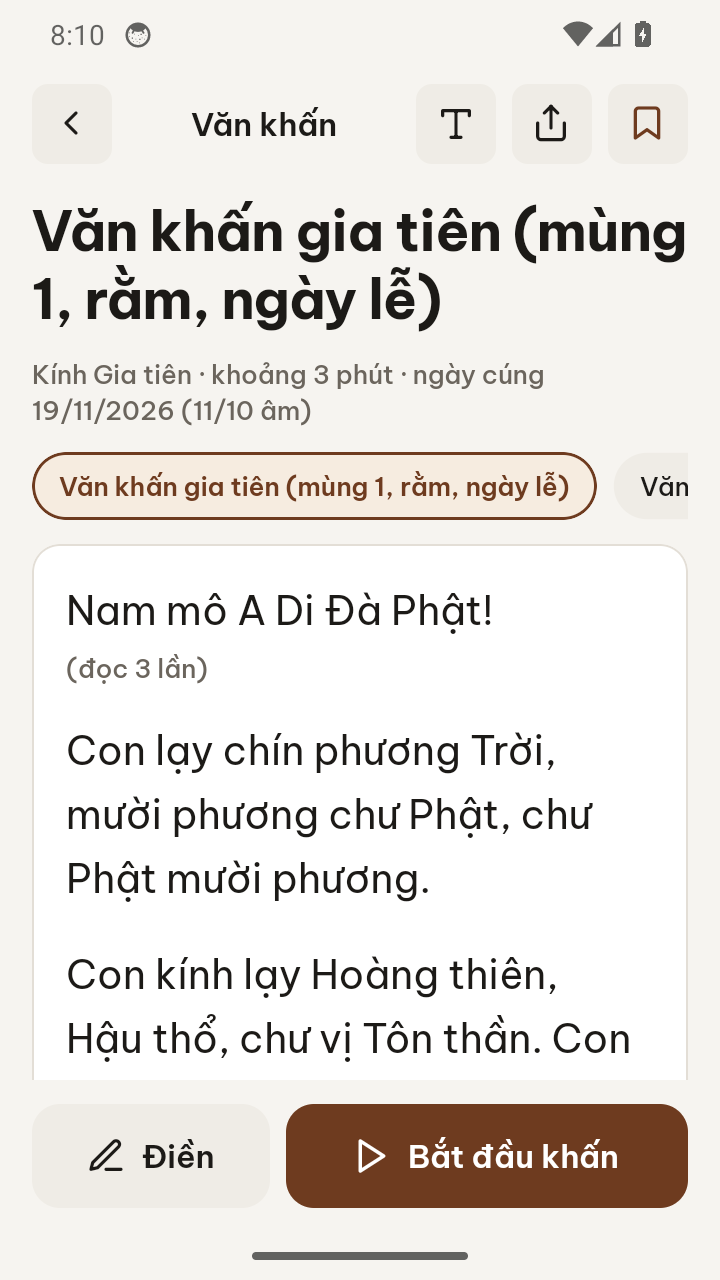 8:10
Văn khấn
Văn khấn gia tiên (mùng
1, rằm, ngày lễ)
Kính Gia tiên · khoảng 3 phút · ngày cúng
19/11/2026 (11/10 âm)
Văn khấn gia tiên (mùng 1, rằm, ngày lễ)
Văn
Nam mô A Di Đà Phật!
(đọc 3 lần)
Con lạy chín phương Trời,
mười phương chư Phật, chư
Phật mười phương.
Con kính lạy Hoàng thiên,
Hậu thổ, chư vị Tôn thần. Con
Điền
Bắt đầu khấn